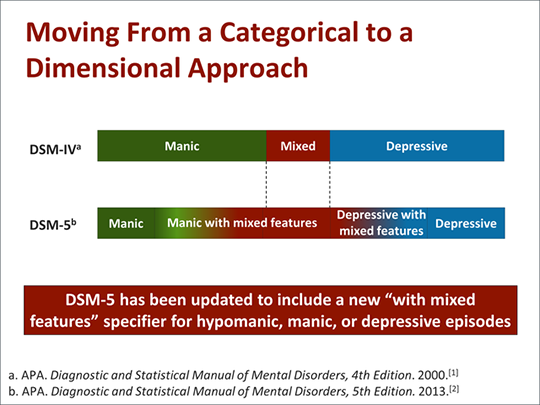 Moving From a Categorical to a
Dimensional Approach
DSM-IVᵃ
Manic
Mixed
Depressive
DSM-5ᵇ
Manic
Manic with mixed features
Depressive with
mixed features
Depressive
DSM-5 has been updated to include a new “with mixed
features” specifier for hypomanic, manic, or depressive episodes
a. APA. Diagnostic and Statistical Manual of Mental Disorders, 4th Edition. 2000.[1]
b. APA. Diagnostic and Statistical Manual of Mental Disorders, 5th Edition. 2013.[2]